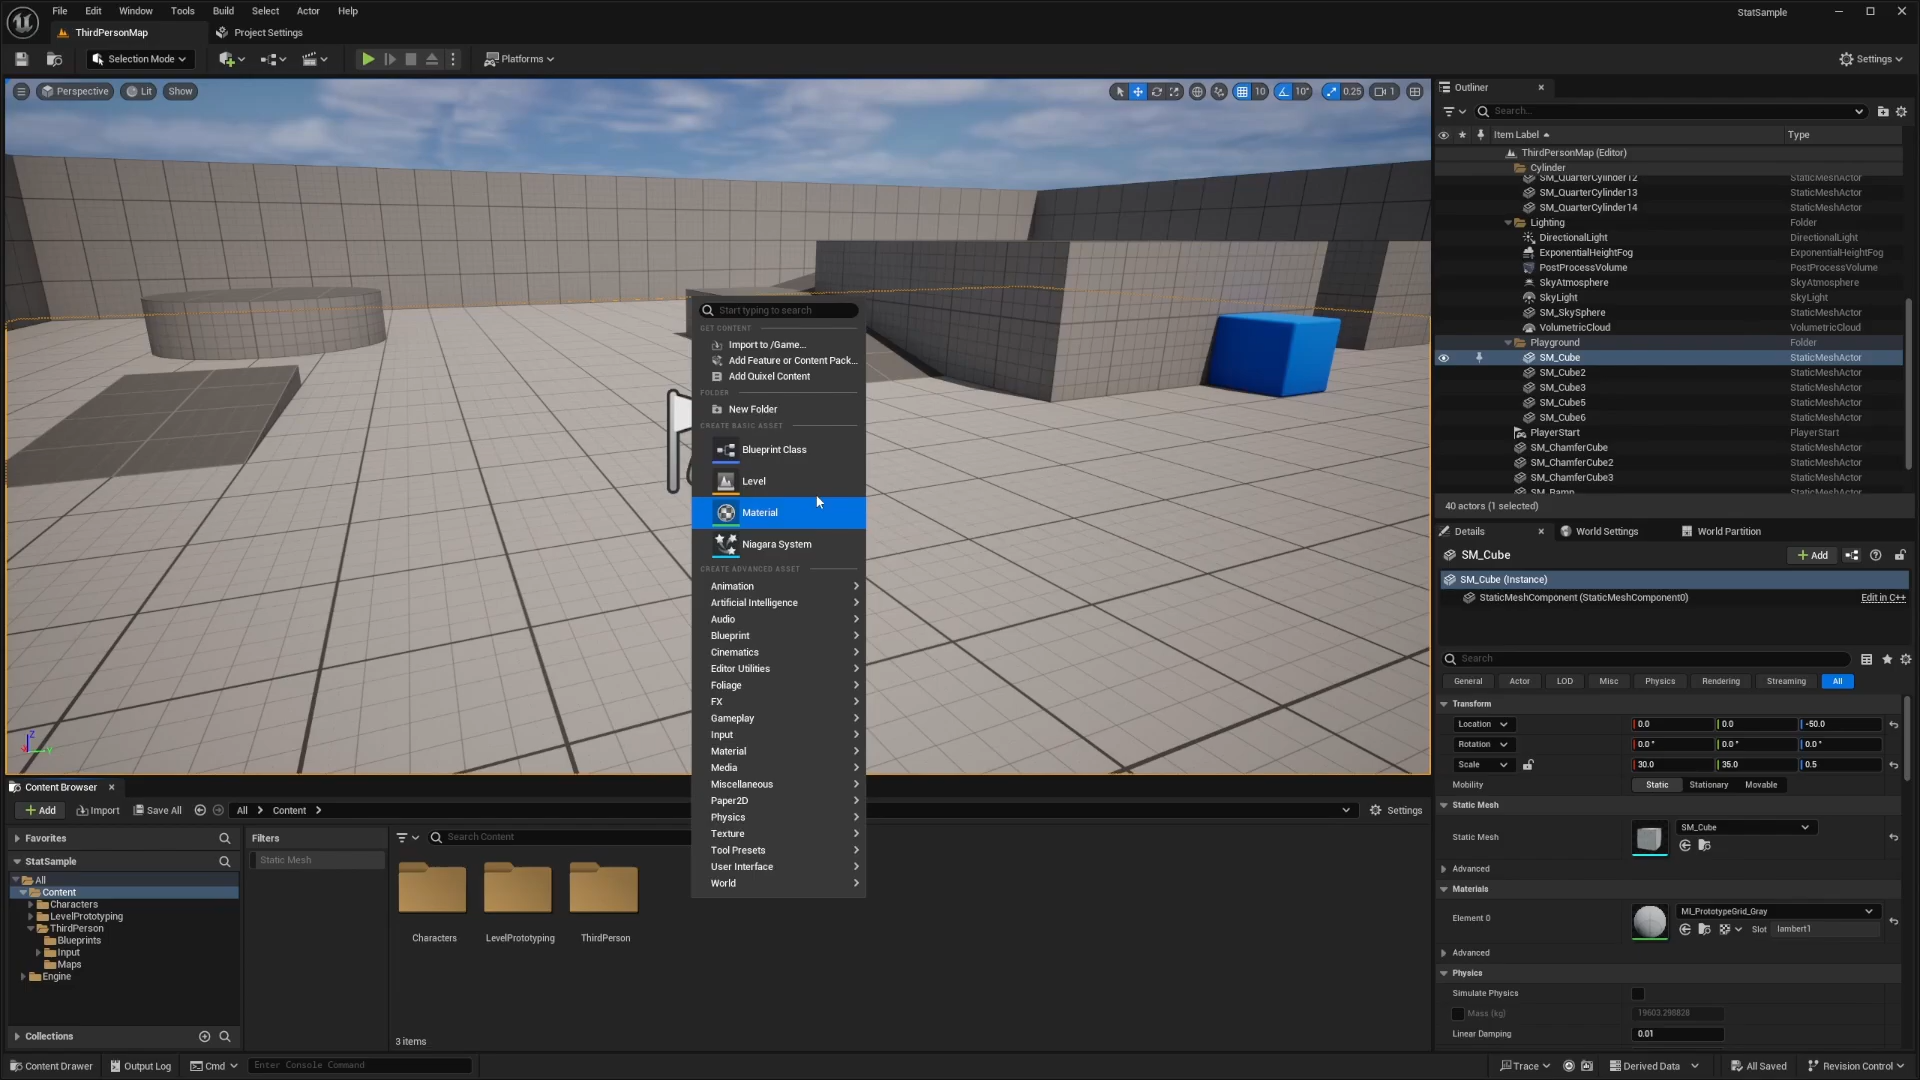 File Edit Window Tools Build Select Actor Help
StatSample
ThirdPersonMap
Project Settings
Selection Mode
Platforms
Settings
Perspective
Lit
Show
10
10°
0.25
1
Start typing to search
GET CONTENT
Import to /Game...
Add Feature or Content Pack...
Add Quixel Content
FOLDER
New Folder
CREATE BASIC ASSET
Blueprint Class
Level
Material
Niagara System
CREATE ADVANCED ASSET
Animation
Artificial Intelligence
Audio
Blueprint
Cinematics
Editor Utilities
Foliage
FX
Gameplay
Input
Material
Media
Miscellaneous
Paper2D
Physics
Texture
Tool Presets
User Interface
World
Outliner
Search...
Item Label
Type
ThirdPersonMap (Editor)
Cylinder
SM_QuarterCylinder12 StaticMeshActor
SM_QuarterCylinder13 StaticMeshActor
SM_QuarterCylinder14 StaticMeshActor
Lighting Folder
DirectionalLight DirectionalLight
ExponentialHeightFog ExponentialHeightFog
PostProcessVolume PostProcessVolume
SkyAtmosphere SkyAtmosphere
SkyLight SkyLight
SM_SkySphere StaticMeshActor
VolumetricCloud VolumetricCloud
Playground Folder
SM_Cube StaticMeshActor
SM_Cube2 StaticMeshActor
SM_Cube3 StaticMeshActor
SM_Cube5 StaticMeshActor
SM_Cube6 StaticMeshActor
PlayerStart PlayerStart
SM_ChamferCube StaticMeshActor
SM_ChamferCube2 StaticMeshActor
SM_ChamferCube3 StaticMeshActor
SM_Ramp StaticMeshActor
40 actors (1 selected)
Details
World Settings
World Partition
SM_Cube
Add
SM_Cube (Instance)
StaticMeshComponent (StaticMeshComponent0)
Edit in C++
Search
General Actor LOD Misc Physics Rendering Streaming All
Transform
Location 0.0 0.0 -50.0
Rotation 0.0 ° 0.0 ° 0.0 °
Scale 30.0 35.0 0.5
Mobility Static Stationary Movable
Static Mesh
Static Mesh SM_Cube
Advanced
Materials
Element 0 MI_PrototypeGrid_Gray
Slot lambert1
Advanced
Physics
Simulate Physics
Mass (kg) 19603.298828
Linear Damping 0.01
Content Browser
Add Import Save All All Content Settings
Favorites
StatSample
All
Content
Characters
LevelPrototyping
ThirdPerson
Blueprints
Input
Maps
Engine
Collections
Filters
Static Mesh
Search Content
Characters LevelPrototyping ThirdPerson
3 items
Content Drawer Output Log Cmd Enter Console Command
Trace Derived Data All Saved Revision Control